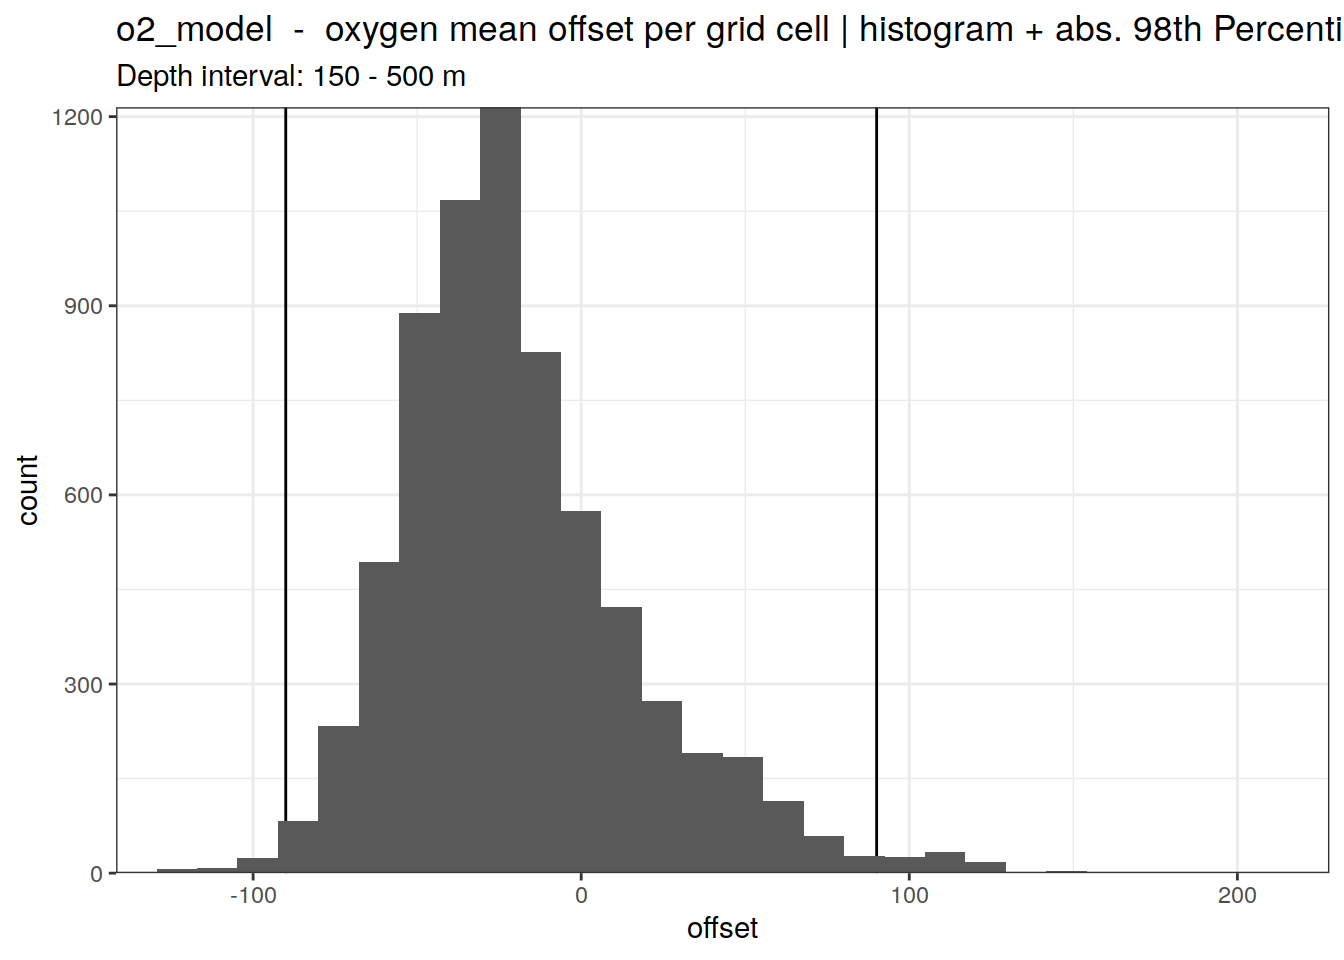 o2_model  -  oxygen mean offset per grid cell | histogram + abs. 98th Percenti
Depth interval: 150 - 500 m
1200
900
600
300
0
count
-100 0 100 200
offset